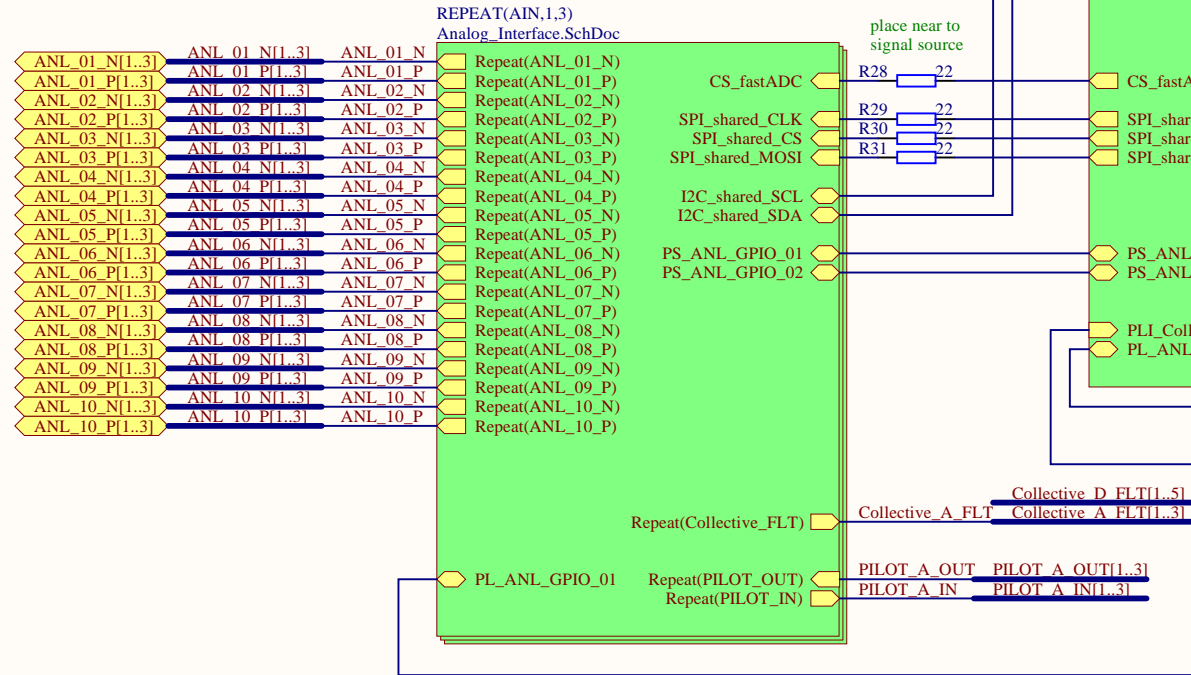 REPEAT(AIN,1,3)
Analog_Interface.SchDoc
place near to
signal source
ANL_01_N[1..3] ANL_01_N[1..3] ANL_01_N Repeat(ANL_01_N)
ANL_01_P[1..3] ANL_01_P[1..3] ANL_01_P Repeat(ANL_01_P) CS_fastADC R28 22 CS_fastA
ANL_02_N[1..3] ANL_02_N[1..3] ANL_02_N Repeat(ANL_02_N)
ANL_02_P[1..3] ANL_02_P[1..3] ANL_02_P Repeat(ANL_02_P) SPI_shared_CLK R29 22 SPI_shar
ANL_03_N[1..3] ANL_03_N[1..3] ANL_03_N Repeat(ANL_03_N) SPI_shared_CS R30 22 SPI_shar
ANL_03_P[1..3] ANL_03_P[1..3] ANL_03_P Repeat(ANL_03_P) SPI_shared_MOSI R31 22 SPI_shar
ANL_04_N[1..3] ANL_04_N[1..3] ANL_04_N Repeat(ANL_04_N)
ANL_04_P[1..3] ANL_04_P[1..3] ANL_04_P Repeat(ANL_04_P) I2C_shared_SCL
ANL_05_N[1..3] ANL_05_N[1..3] ANL_05_N Repeat(ANL_05_N) I2C_shared_SDA
ANL_05_P[1..3] ANL_05_P[1..3] ANL_05_P Repeat(ANL_05_P)
ANL_06_N[1..3] ANL_06_N[1..3] ANL_06_N Repeat(ANL_06_N) PS_ANL_GPIO_01 PS_ANL
ANL_06_P[1..3] ANL_06_P[1..3] ANL_06_P Repeat(ANL_06_P) PS_ANL_GPIO_02 PS_ANL
ANL_07_N[1..3] ANL_07_N[1..3] ANL_07_N Repeat(ANL_07_N)
ANL_07_P[1..3] ANL_07_P[1..3] ANL_07_P Repeat(ANL_07_P)
ANL_08_N[1..3] ANL_08_N[1..3] ANL_08_N Repeat(ANL_08_N) PLI_Coll
ANL_08_P[1..3] ANL_08_P[1..3] ANL_08_P Repeat(ANL_08_P) PL_ANL
ANL_09_N[1..3] ANL_09_N[1..3] ANL_09_N Repeat(ANL_09_N)
ANL_09_P[1..3] ANL_09_P[1..3] ANL_09_P Repeat(ANL_09_P)
ANL_10_N[1..3] ANL_10_N[1..3] ANL_10_N Repeat(ANL_10_N)
ANL_10_P[1..3] ANL_10_P[1..3] ANL_10_P Repeat(ANL_10_P)
Collective_D_FLT[1..5]
Repeat(Collective_FLT) Collective_A_FLT Collective_A_FLT[1..3]
PL_ANL_GPIO_01 Repeat(PILOT_OUT) PILOT_A_OUT PILOT_A_OUT[1..3]
Repeat(PILOT_IN) PILOT_A_IN PILOT_A_IN[1..3]